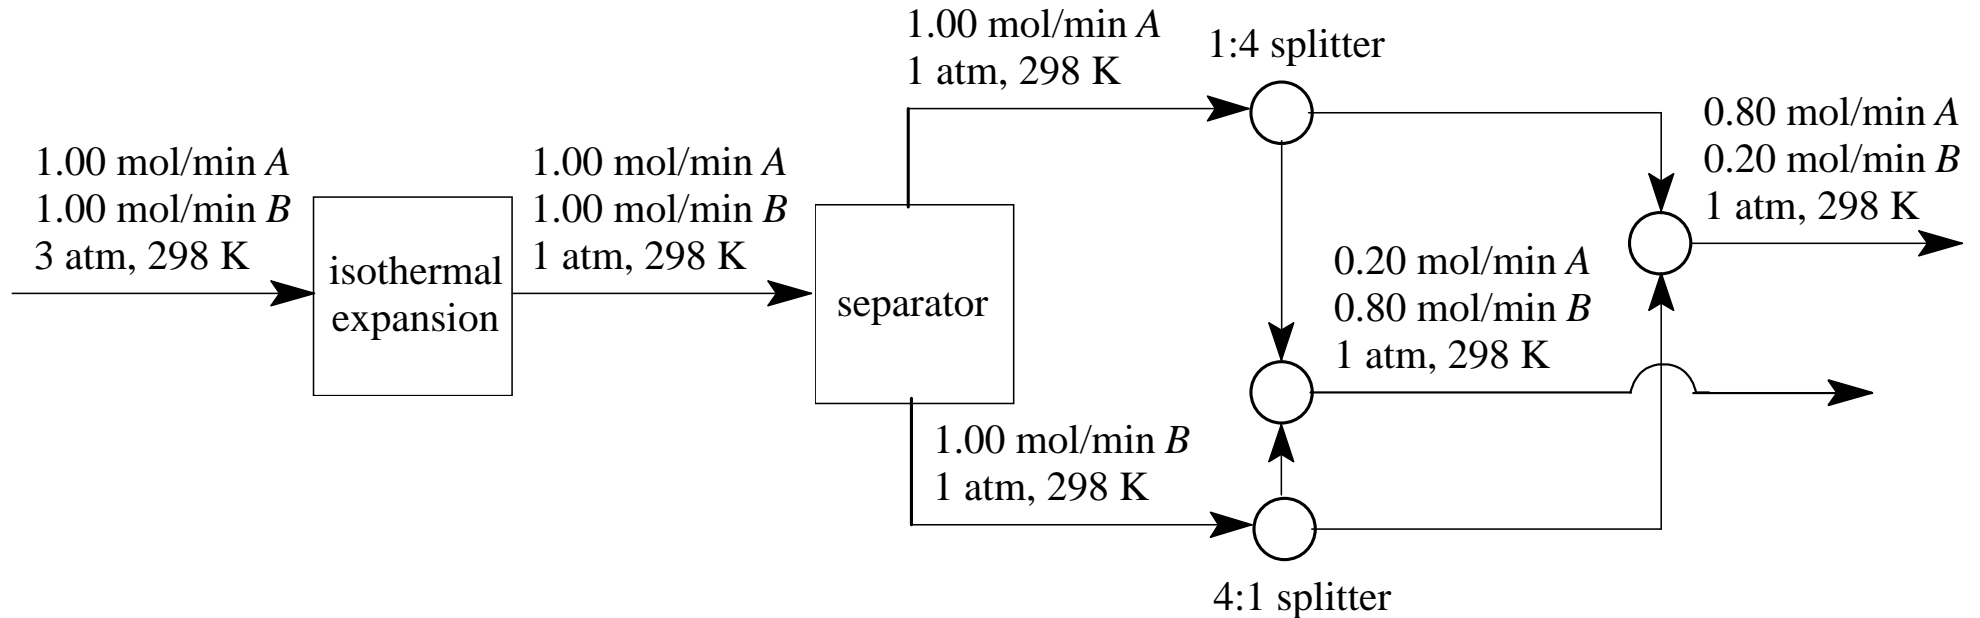 1.00 mol/min A
1 atm, 298 K
1:4 splitter
1.00 mol/min A
1.00 mol/min B
3 atm, 298 K
isothermal
expansion
1.00 mol/min A
1.00 mol/min B
1 atm, 298 K
separator
0.80 mol/min A
0.20 mol/min B
1 atm, 298 K
0.20 mol/min A
0.80 mol/min B
1 atm, 298 K
1.00 mol/min B
1 atm, 298 K
4:1 splitter